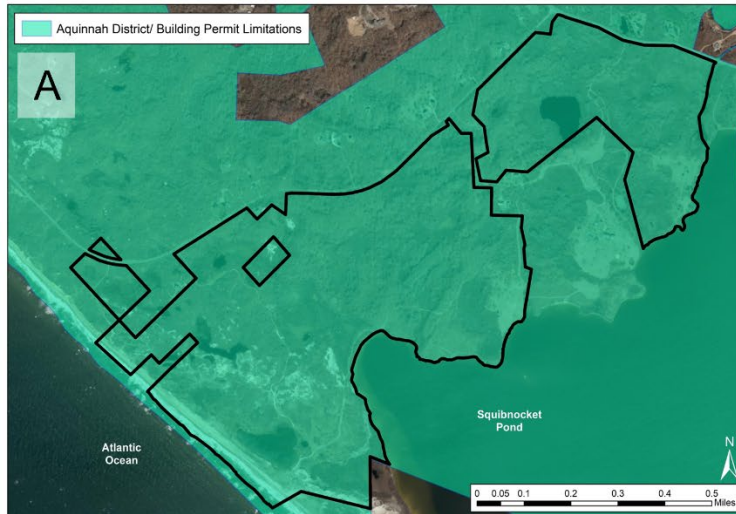 Aquinnah District/ Building Permit Limitations
A
Squibnocket
Pond
Atlantic
Ocean
N
0 0.05 0.1 0.2 0.3 0.4 0.5
Miles